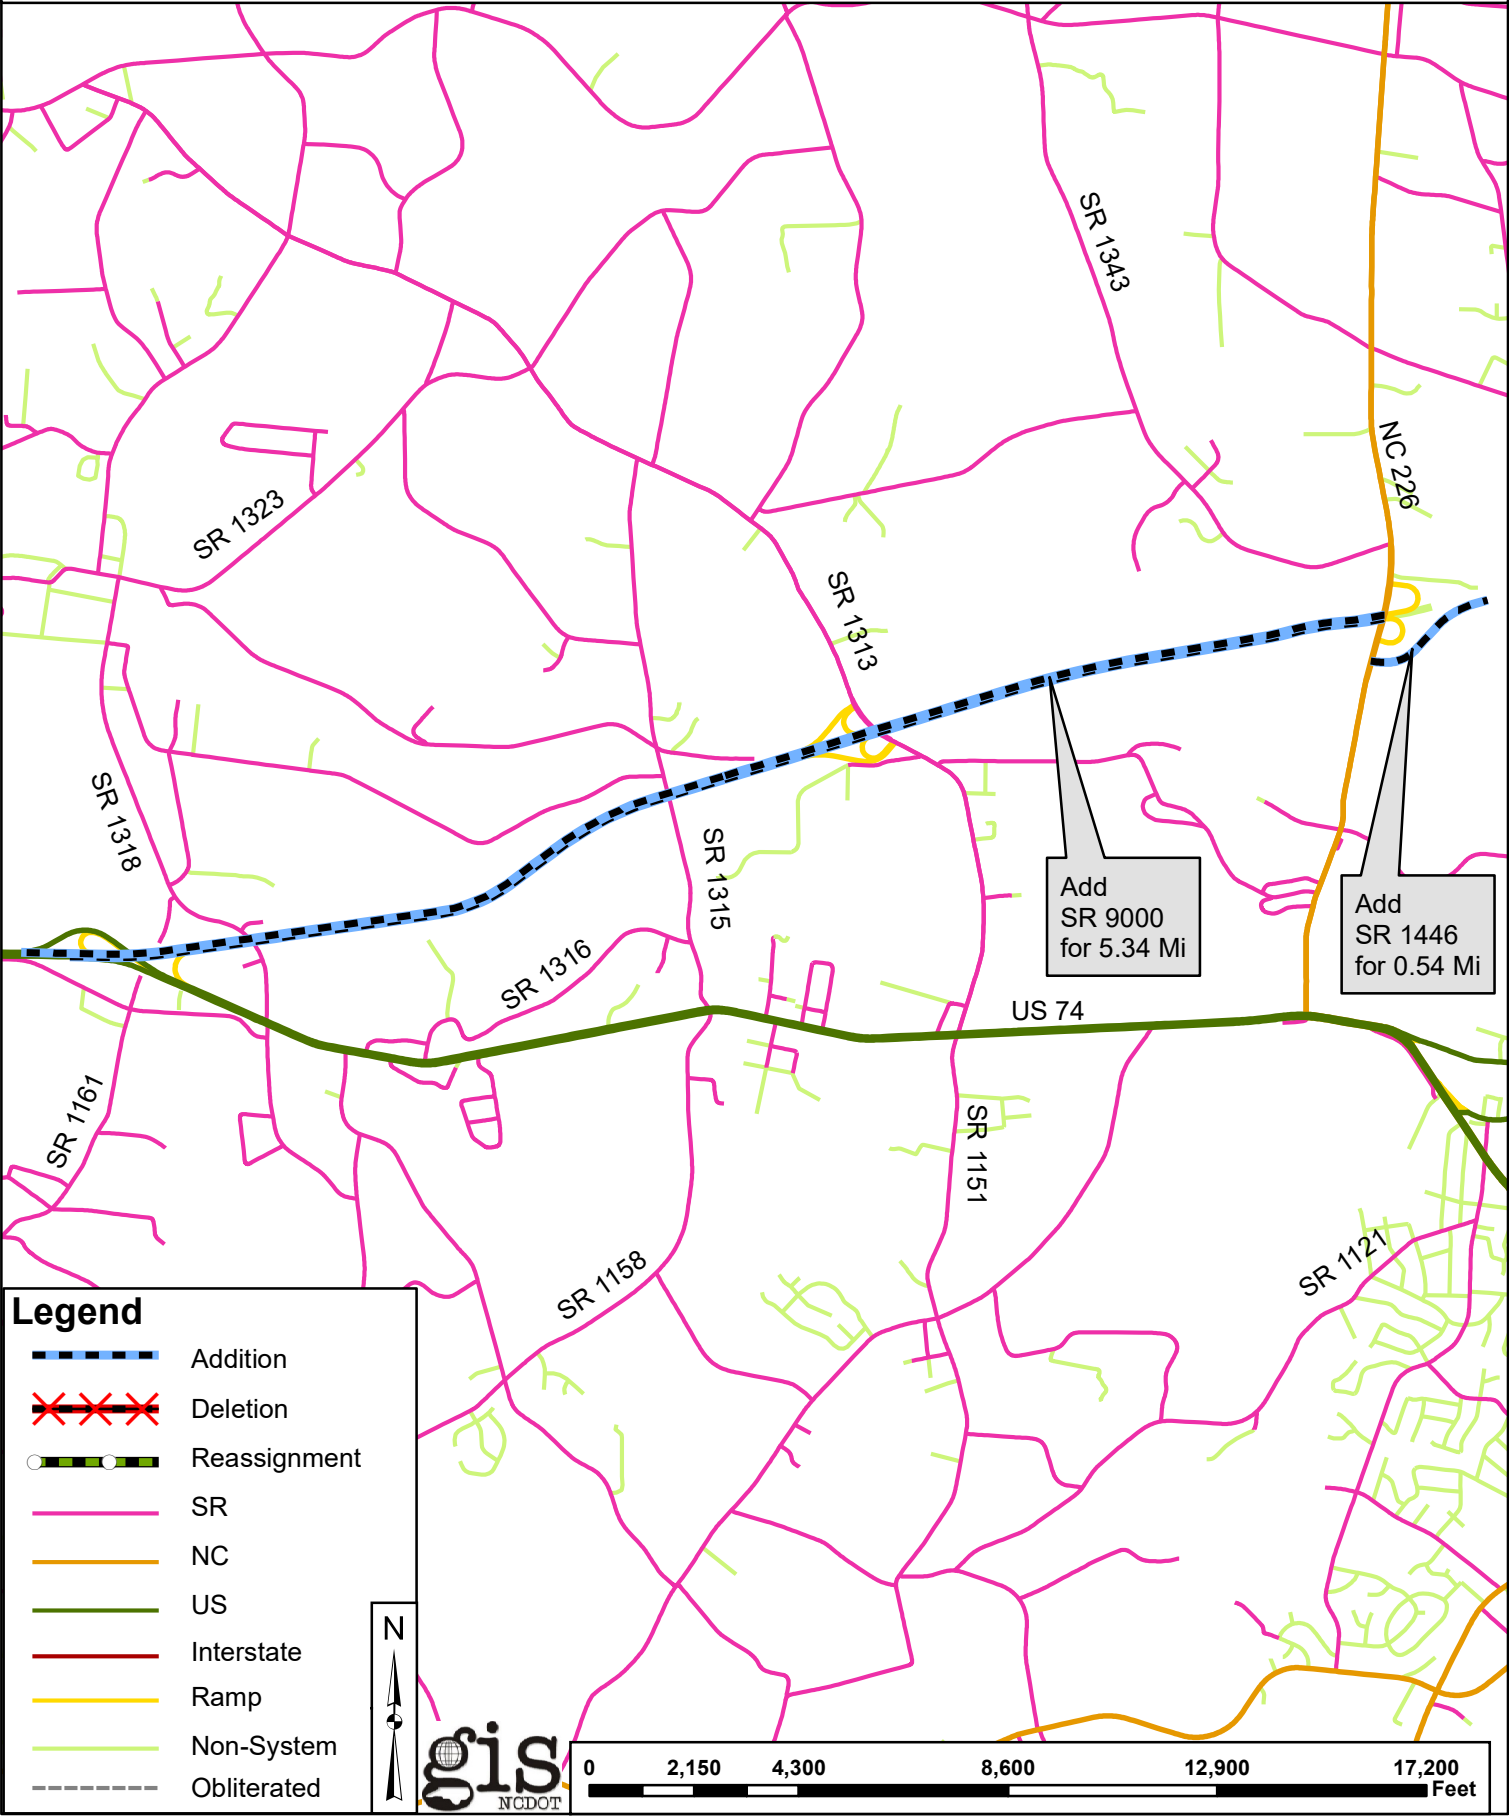 SR 1343
NC 226
SR 1323
SR 1313
SR 1318
SR 1315
Add
SR 9000
for 5.34 Mi
Add
SR 1446
for 0.54 Mi
SR 1316
US 74
SR 1161
SR 1151
SR 1158
SR 1121
Legend
Addition
Deletion
Reassignment
SR
NC
US
Interstate
Ramp
Non-System
Obliterated
N
gis
NCDOT
0 2,150 4,300 8,600 12,900 17,200
Feet